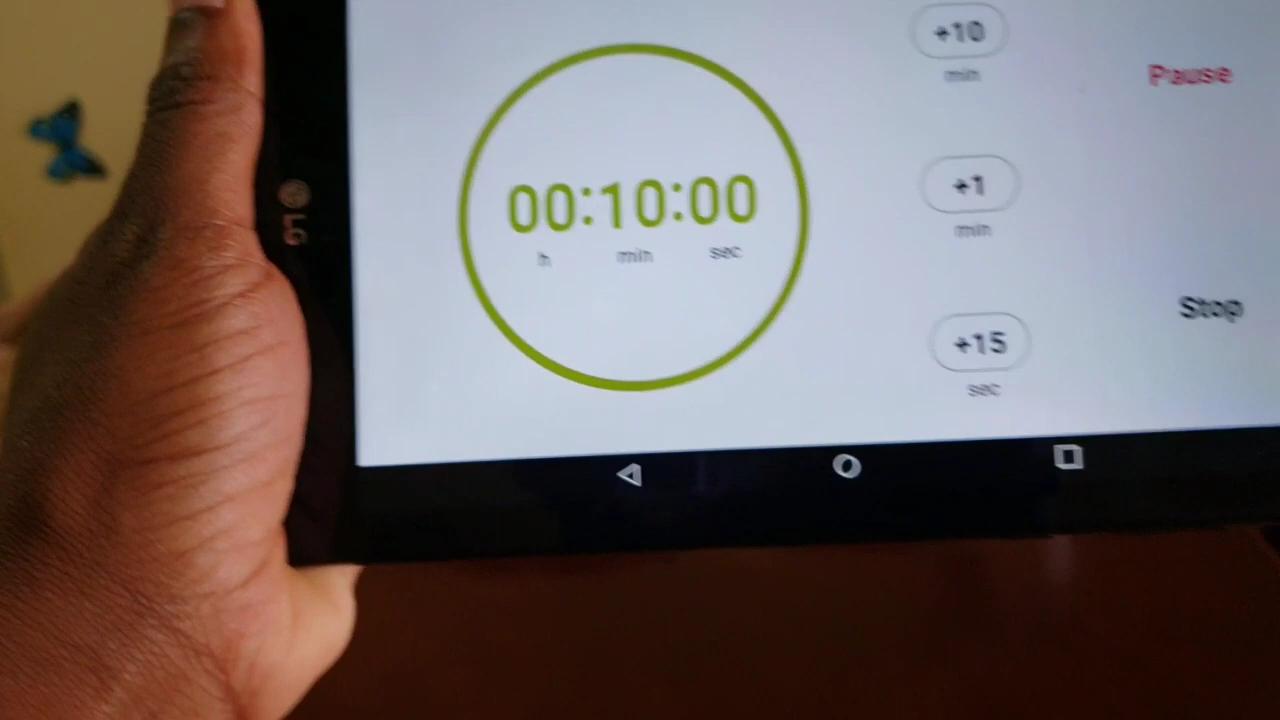 LG
00:10:00
h min sec
+10
min
Pause
+1
min
Stop
+15
sec